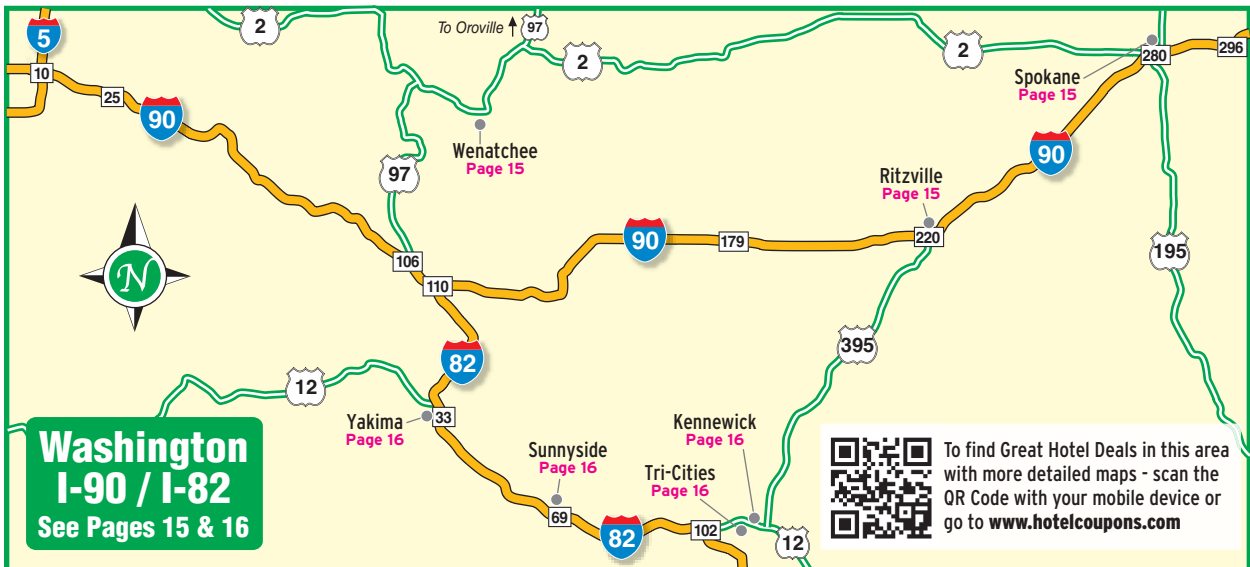 5
2
To Oroville
97
2
2
280
296
10
25
90
Spokane
Page 15
Wenatchee
Page 15
90
97
Ritzville
Page 15
N
106
90
179
220
195
110
82
395
12
Yakima
Page 16
33
Kennewick
Page 16
Sunnyside
Page 16
Tri-Cities
Page 16
69
82
102
12
Washington
I-90 / I-82
See Pages 15 & 16
To find Great Hotel Deals in this area
with more detailed maps - scan the
QR Code with your mobile device or
go to www.hotelcoupons.com